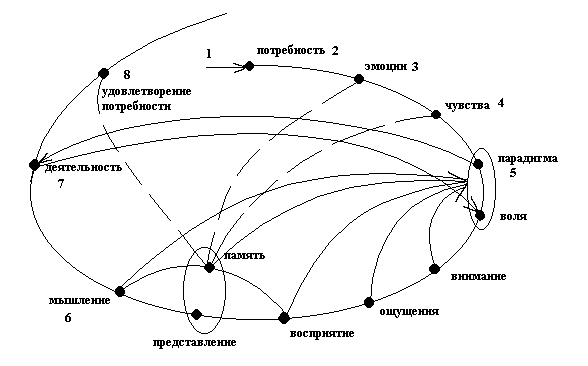 1
потребность 2
эмоции 3
чувства 4
парадигма
5
воля
внимание
ощущения
восприятие
представление
память
мышление
6
деятельность
7
8
удовлетворение
потребности